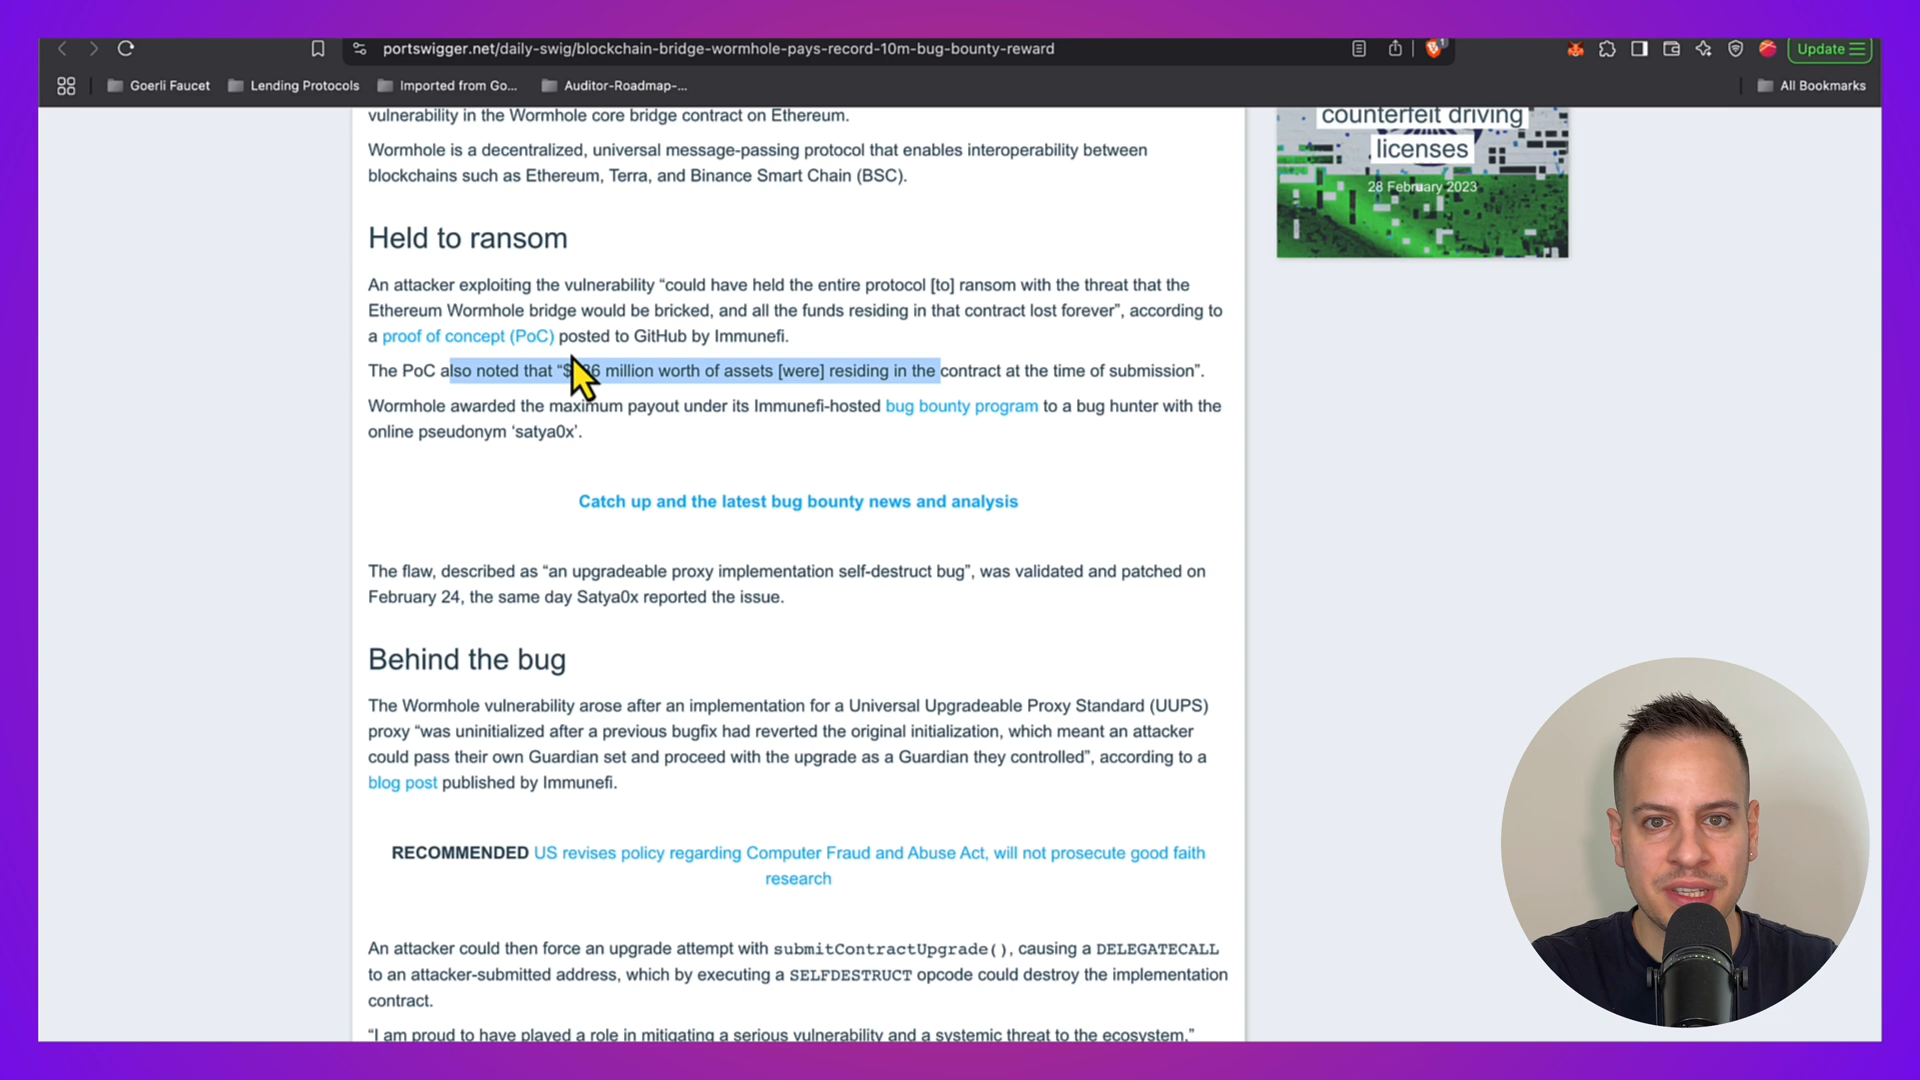 portswigger.net/daily-swig/blockchain-bridge-wormhole-pays-record-10m-bug-bounty-reward
1
Update
Goerli Faucet
Lending Protocols
Imported from Go...
Auditor-Roadmap-...
All Bookmarks
vulnerability in the Wormhole core bridge contract on Ethereum.
Wormhole is a decentralized, universal message-passing protocol that enables interoperability between
blockchains such as Ethereum, Terra, and Binance Smart Chain (BSC).
Held to ransom
An attacker exploiting the vulnerability “could have held the entire protocol [to] ransom with the threat that the
Ethereum Wormhole bridge would be bricked, and all the funds residing in that contract lost forever”, according to
a proof of concept (PoC) posted to GitHub by Immunefi.
The PoC also noted that million worth of assets [were] residing in the contract at the time of submission”.
Wormhole awarded the maximum payout under its Immunefi-hosted bug bounty program to a bug hunter with the
online pseudonym ‘satya0x’.
Catch up and the latest bug bounty news and analysis
The flaw, described as “an upgradeable proxy implementation self-destruct bug”, was validated and patched on
February 24, the same day Satya0x reported the issue.
Behind the bug
The Wormhole vulnerability arose after an implementation for a Universal Upgradeable Proxy Standard (UUPS)
proxy “was uninitialized after a previous bugfix had reverted the original initialization, which meant an attacker
could pass their own Guardian set and proceed with the upgrade as a Guardian they controlled”, according to a
blog post published by Immunefi.
RECOMMENDED US revises policy regarding Computer Fraud and Abuse Act, will not prosecute good faith
research
An attacker could then force an upgrade attempt with submitContractUpgrade(), causing a DELEGATECALL
to an attacker-submitted address, which by executing a SELFDESTRUCT opcode could destroy the implementation
contract.
“I am proud to have played a role in mitigating a serious vulnerability and a systemic threat to the ecosystem,”
counterfeit driving
licenses
28 February 2023